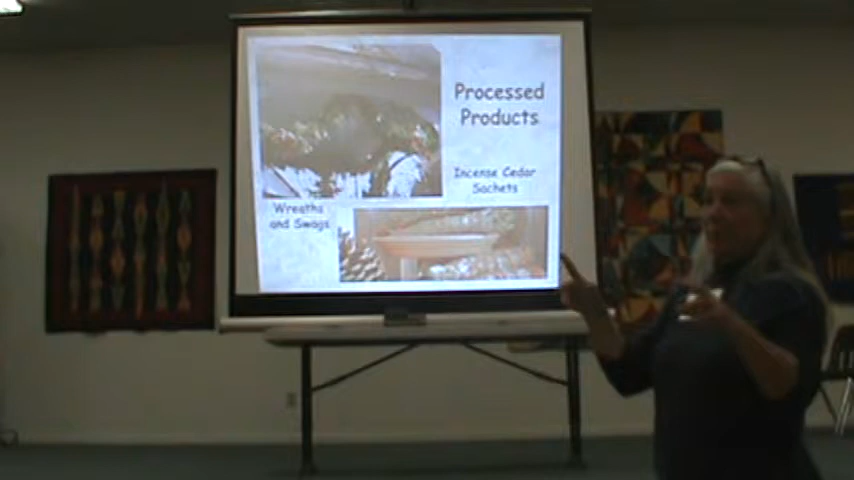 Processed
Products
Incense Cedar
Sachets
Wreaths
and Swags